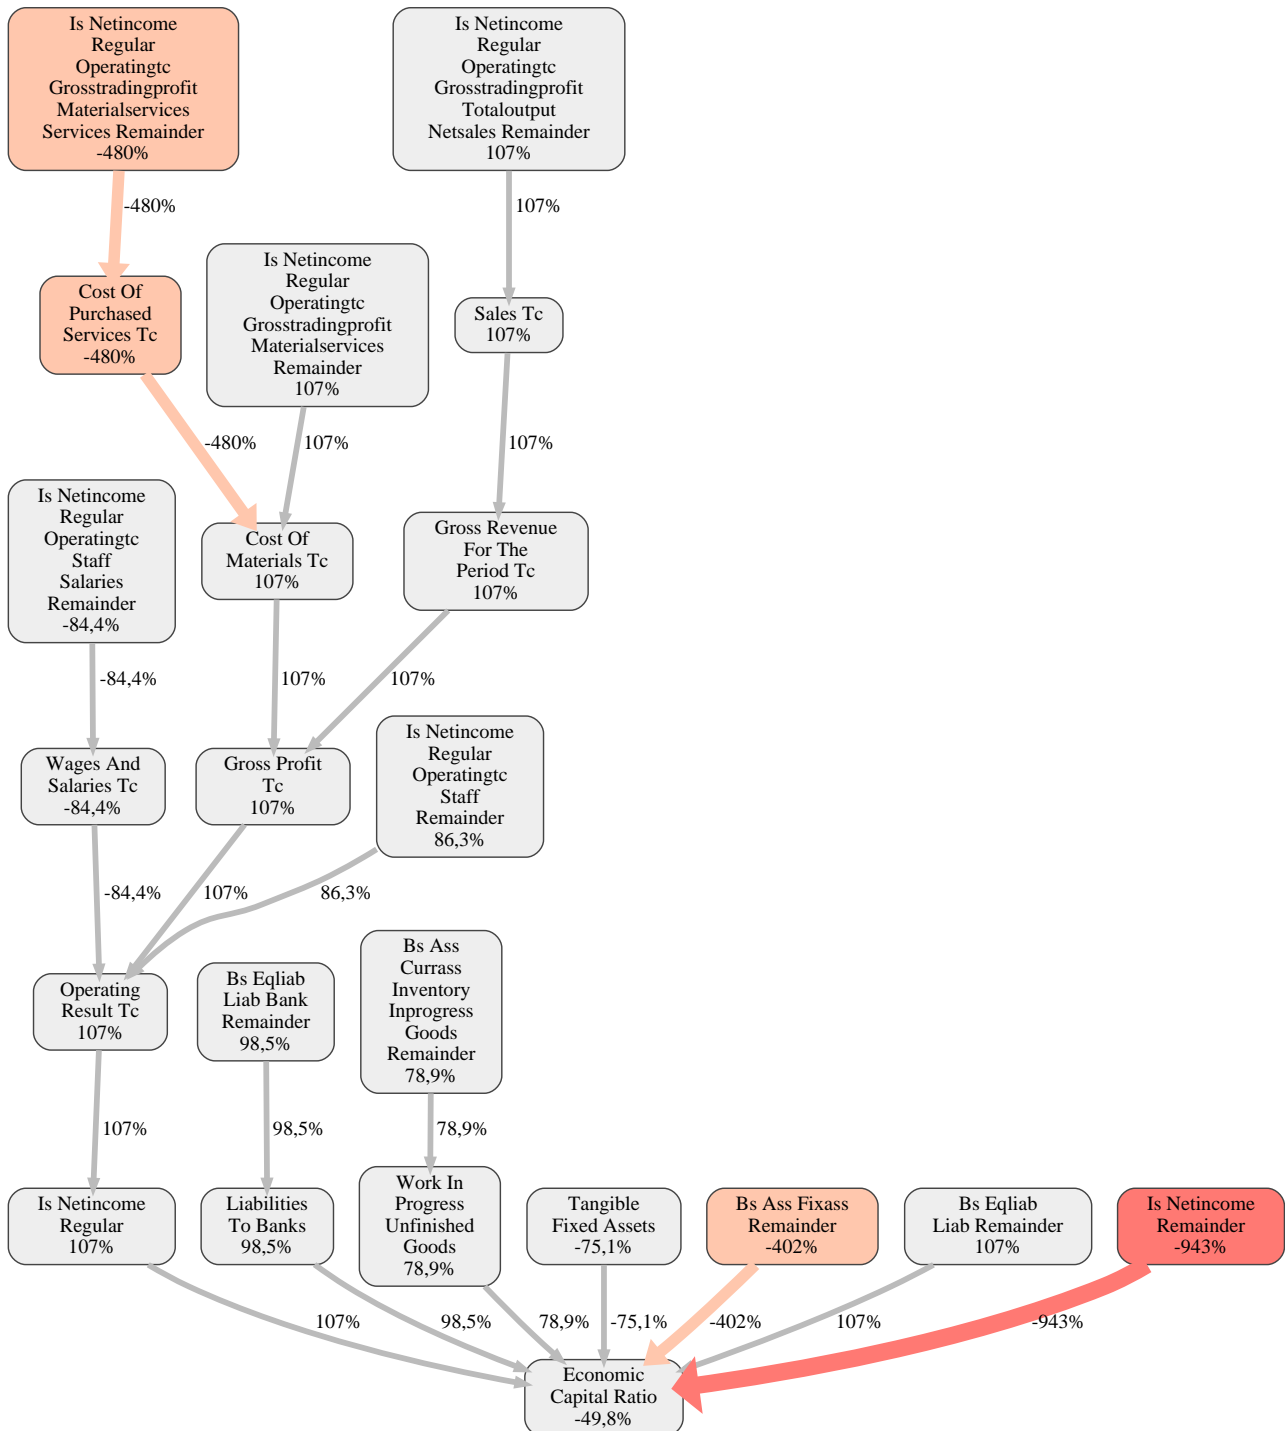 Is Netincome
Regular
Operatingtc
Grosstradingprofit
Materialservices
Services Remainder
-480%
Is Netincome
Regular
Operatingtc
Grosstradingprofit
Totaloutput
Netsales Remainder
107%
-480%
107%
Cost Of
Purchased
Services Tc
-480%
Is Netincome
Regular
Operatingtc
Grosstradingprofit
Materialservices
Remainder
107%
Sales Tc
107%
-480%
107%
107%
Is Netincome
Regular
Operatingtc
Staff
Salaries
Remainder
-84,4%
Cost Of
Materials Tc
107%
Gross Revenue
For The
Period Tc
107%
-84,4%
107%
107%
Wages And
Salaries Tc
-84,4%
Gross Profit
Tc
107%
Is Netincome
Regular
Operatingtc
Staff
Remainder
86,3%
-84,4%
107%
86,3%
Operating
Result Tc
107%
Bs Eqliab
Liab Bank
Remainder
98,5%
Bs Ass
Currass
Inventory
Inprogress
Goods
Remainder
78,9%
107%
98,5%
78,9%
Is Netincome
Regular
107%
Liabilities
To Banks
98,5%
Work In
Progress
Unfinished
Goods
78,9%
Tangible
Fixed Assets
-75,1%
Bs Ass Fixass
Remainder
-402%
Bs Eqliab
Liab Remainder
107%
Is Netincome
Remainder
-943%
107%
98,5%
78,9%
-75,1%
-402%
107%
-943%
Economic
Capital Ratio
-49,8%